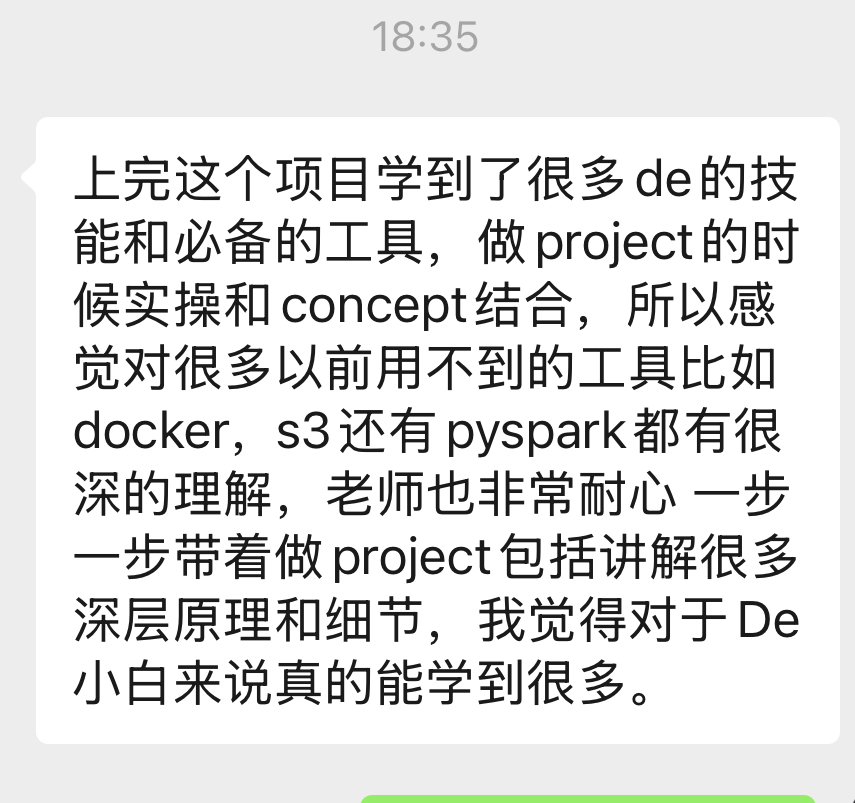 18:35
上完这个项目学到了很多de的技
能和必备的工具，做project的时
候实操和concept结合，所以感
觉对很多以前用不到的工具比如
docker，s3还有pyspark都有很
深的理解，老师也非常耐心 一步
一步带着做project包括讲解很多
深层原理和细节，我觉得对于De
小白来说真的能学到很多。